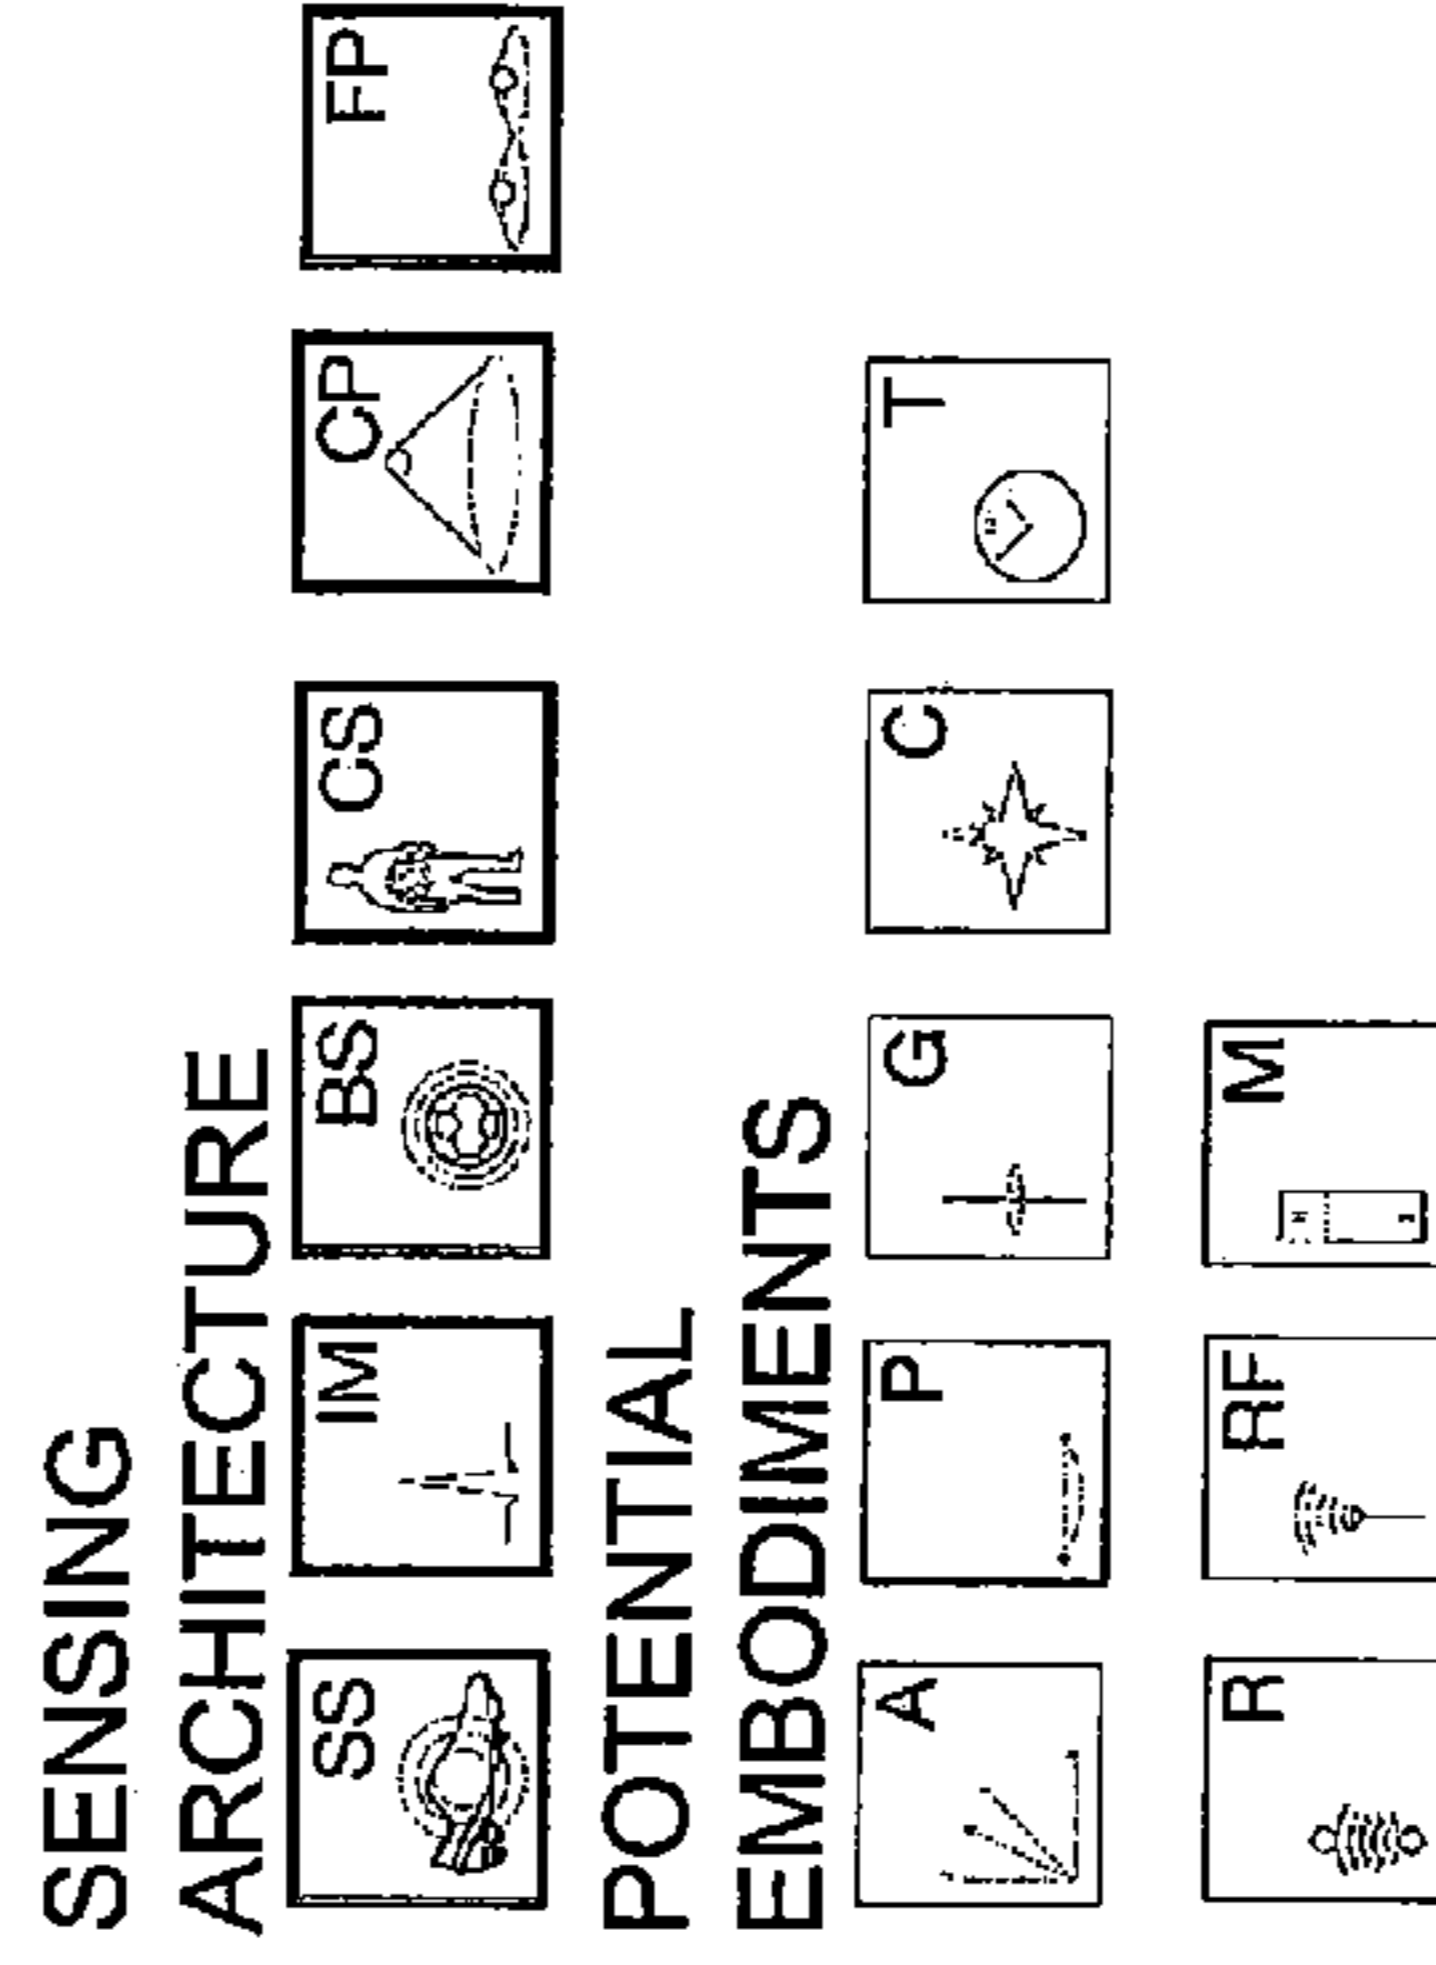 SENSING
ARCHITECTURE
SS IM BS CS CP FP
POTENTIAL
EMBODIMENTS
A P G C T
R RF M